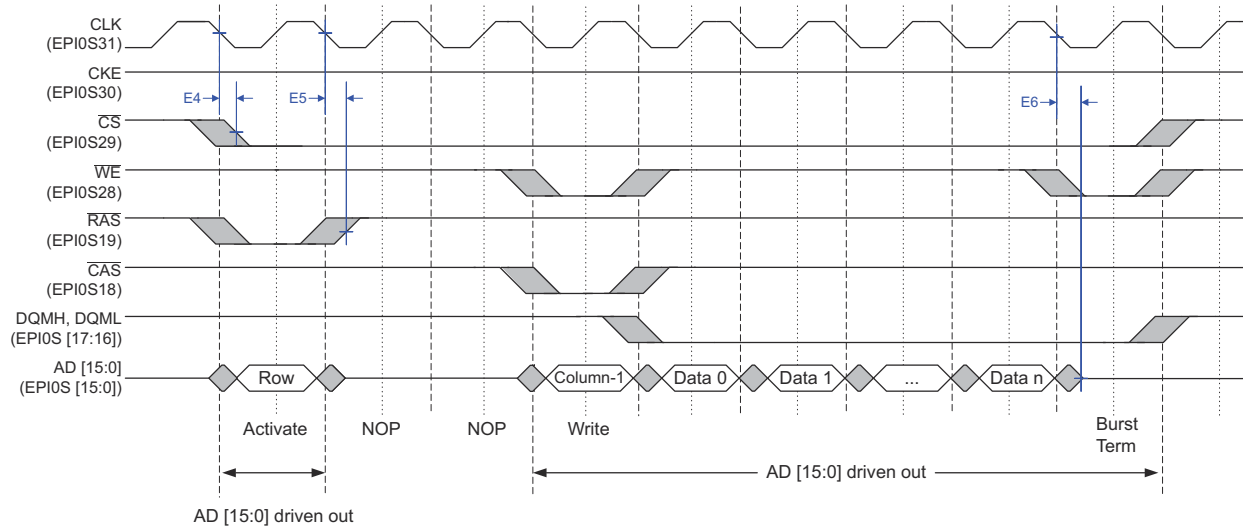 CLK
(EPI0S31)
CKE
(EPI0S30)
E4
E5
E6
CS
(EPI0S29)
WE
(EPI0S28)
RAS
(EPI0S19)
CAS
(EPI0S18)
DQMH, DQML
(EPI0S [17:16])
AD [15:0]
(EPI0S [15:0])
Row
Column-1
Data 0
Data 1
...
Data n
Activate
NOP
NOP
Write
Burst
Term
AD [15:0] driven out
AD [15:0] driven out